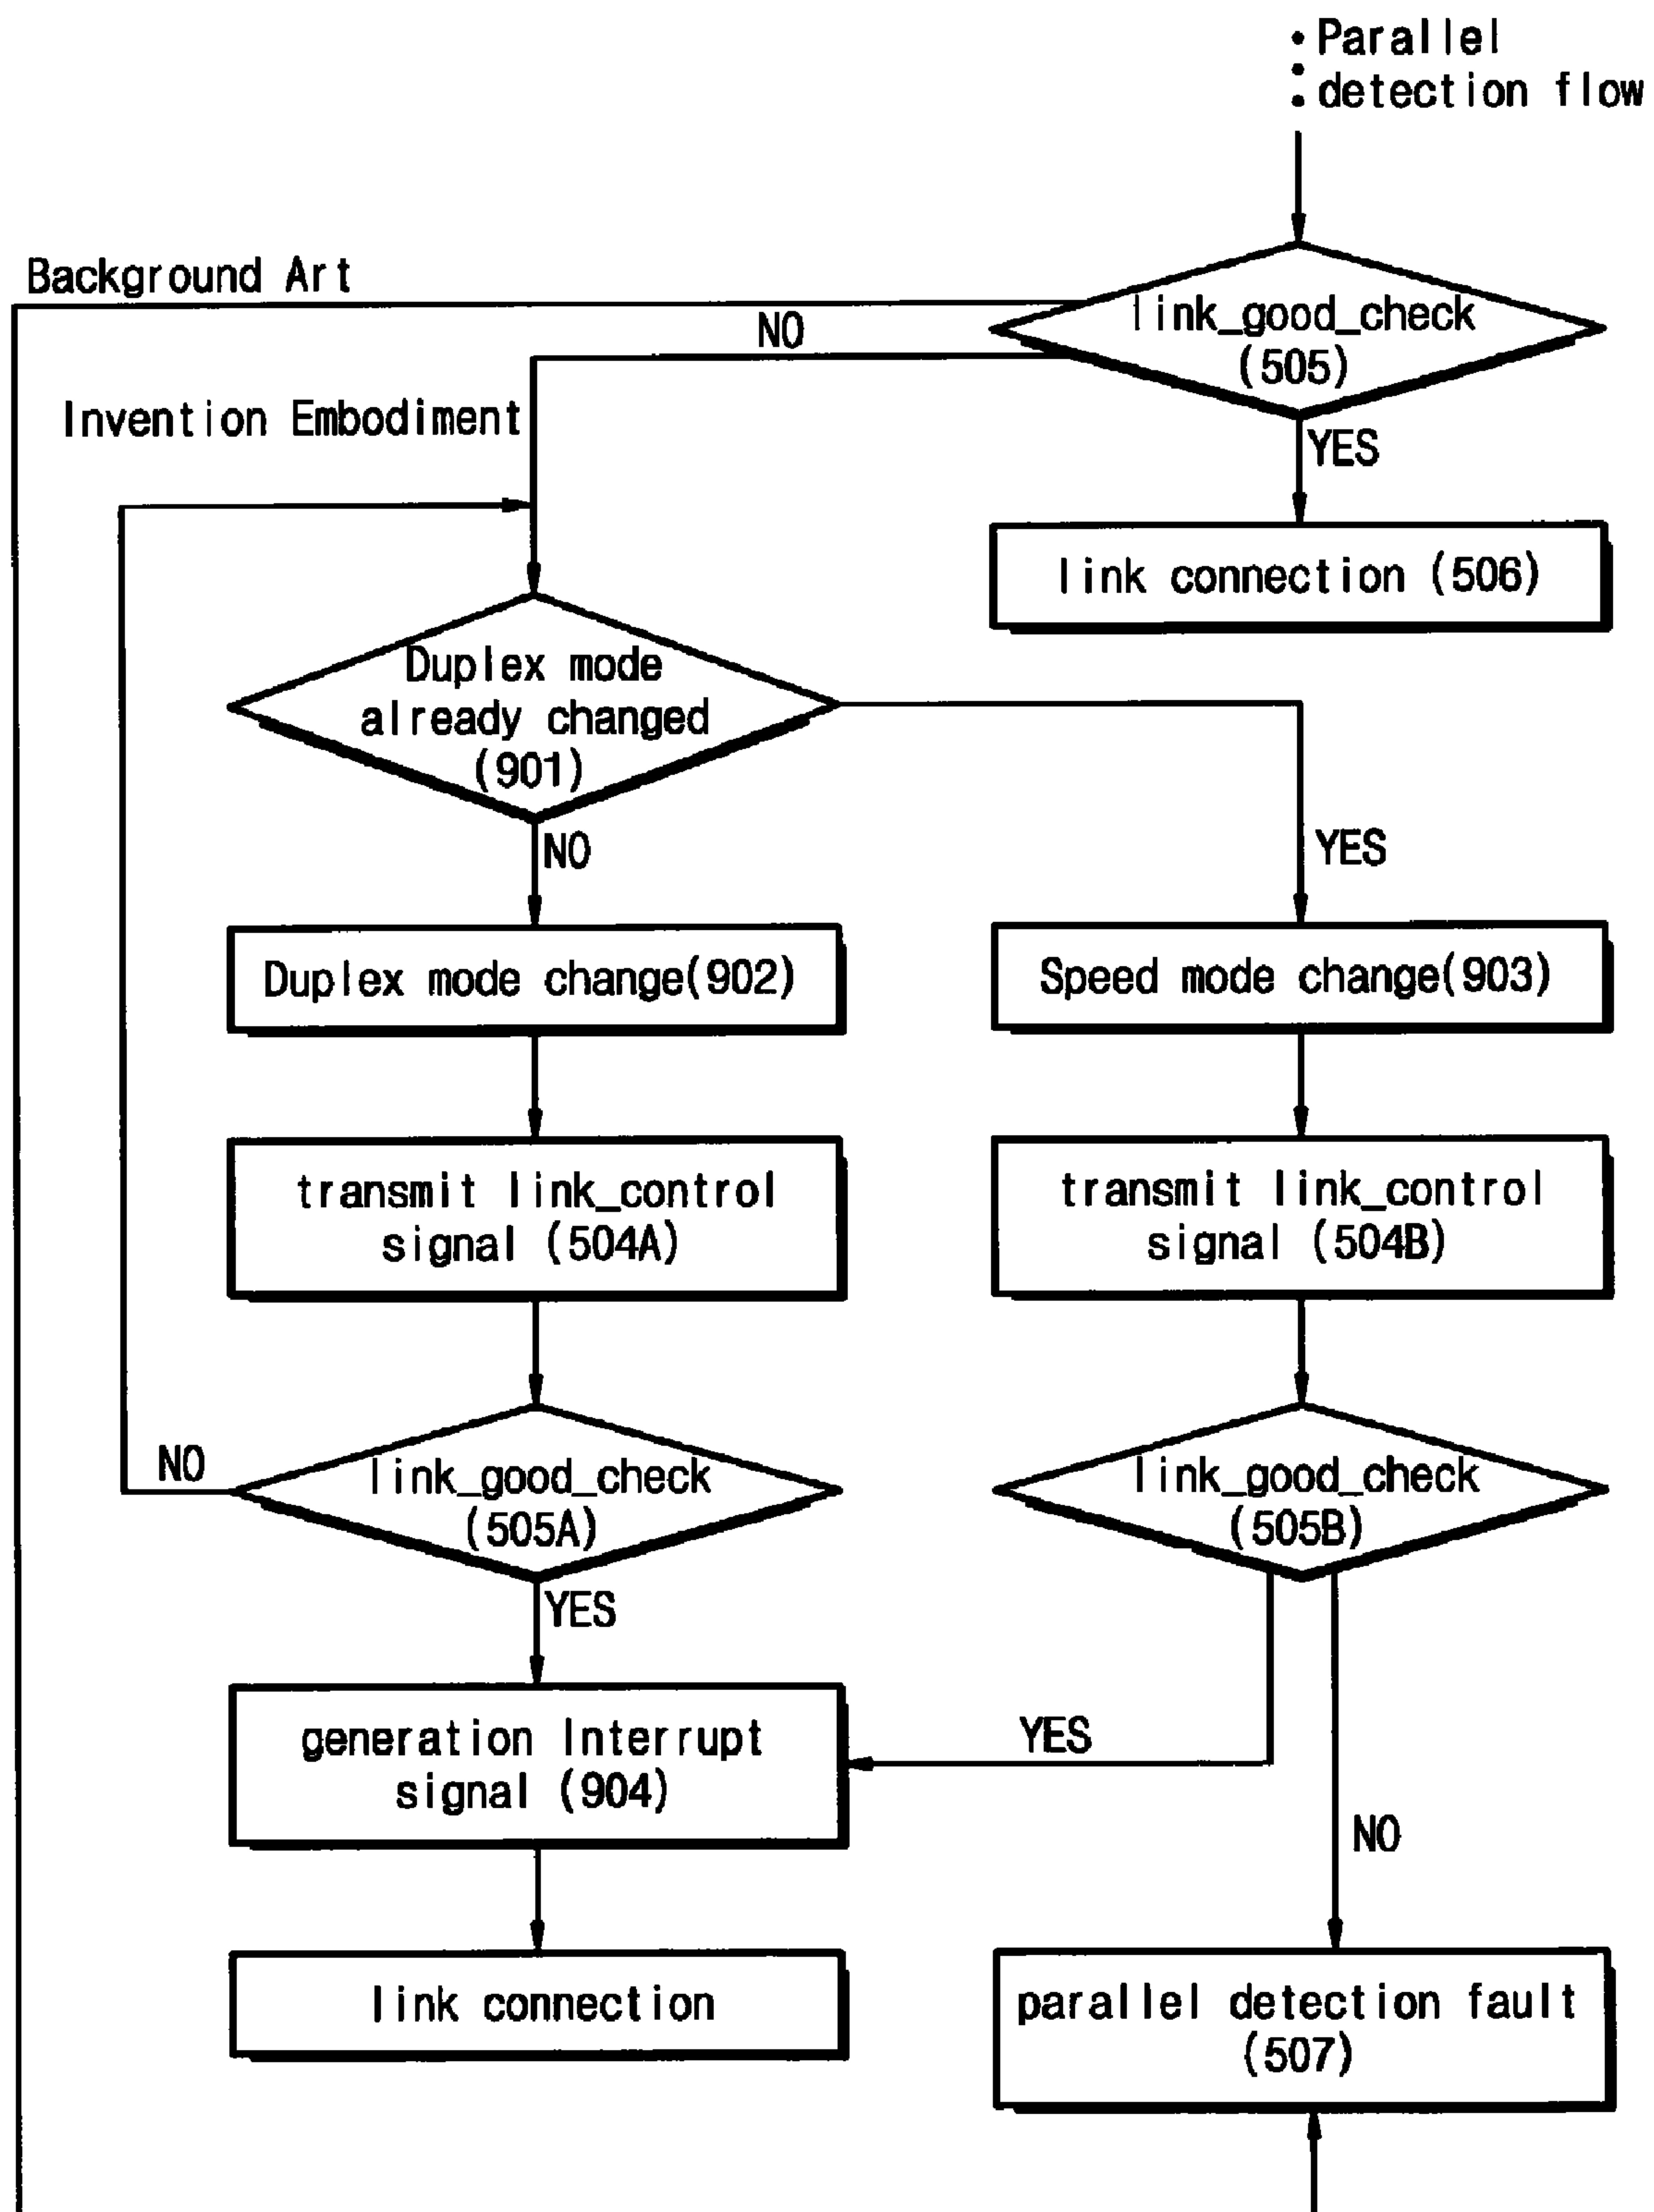 Parallel
detection flow
Background Art
link_good_check
(505)
NO
Invention Embodiment
YES
link connection (506)
Duplex mode
already changed
(901)
NO
YES
Duplex mode change(902)
Speed mode change(903)
transmit link_control
signal (504A)
transmit link_control
signal (504B)
NO
link_good_check
(505A)
link_good_check
(505B)
YES
generation Interrupt
signal (904)
YES
NO
link connection
parallel detection fault
(507)